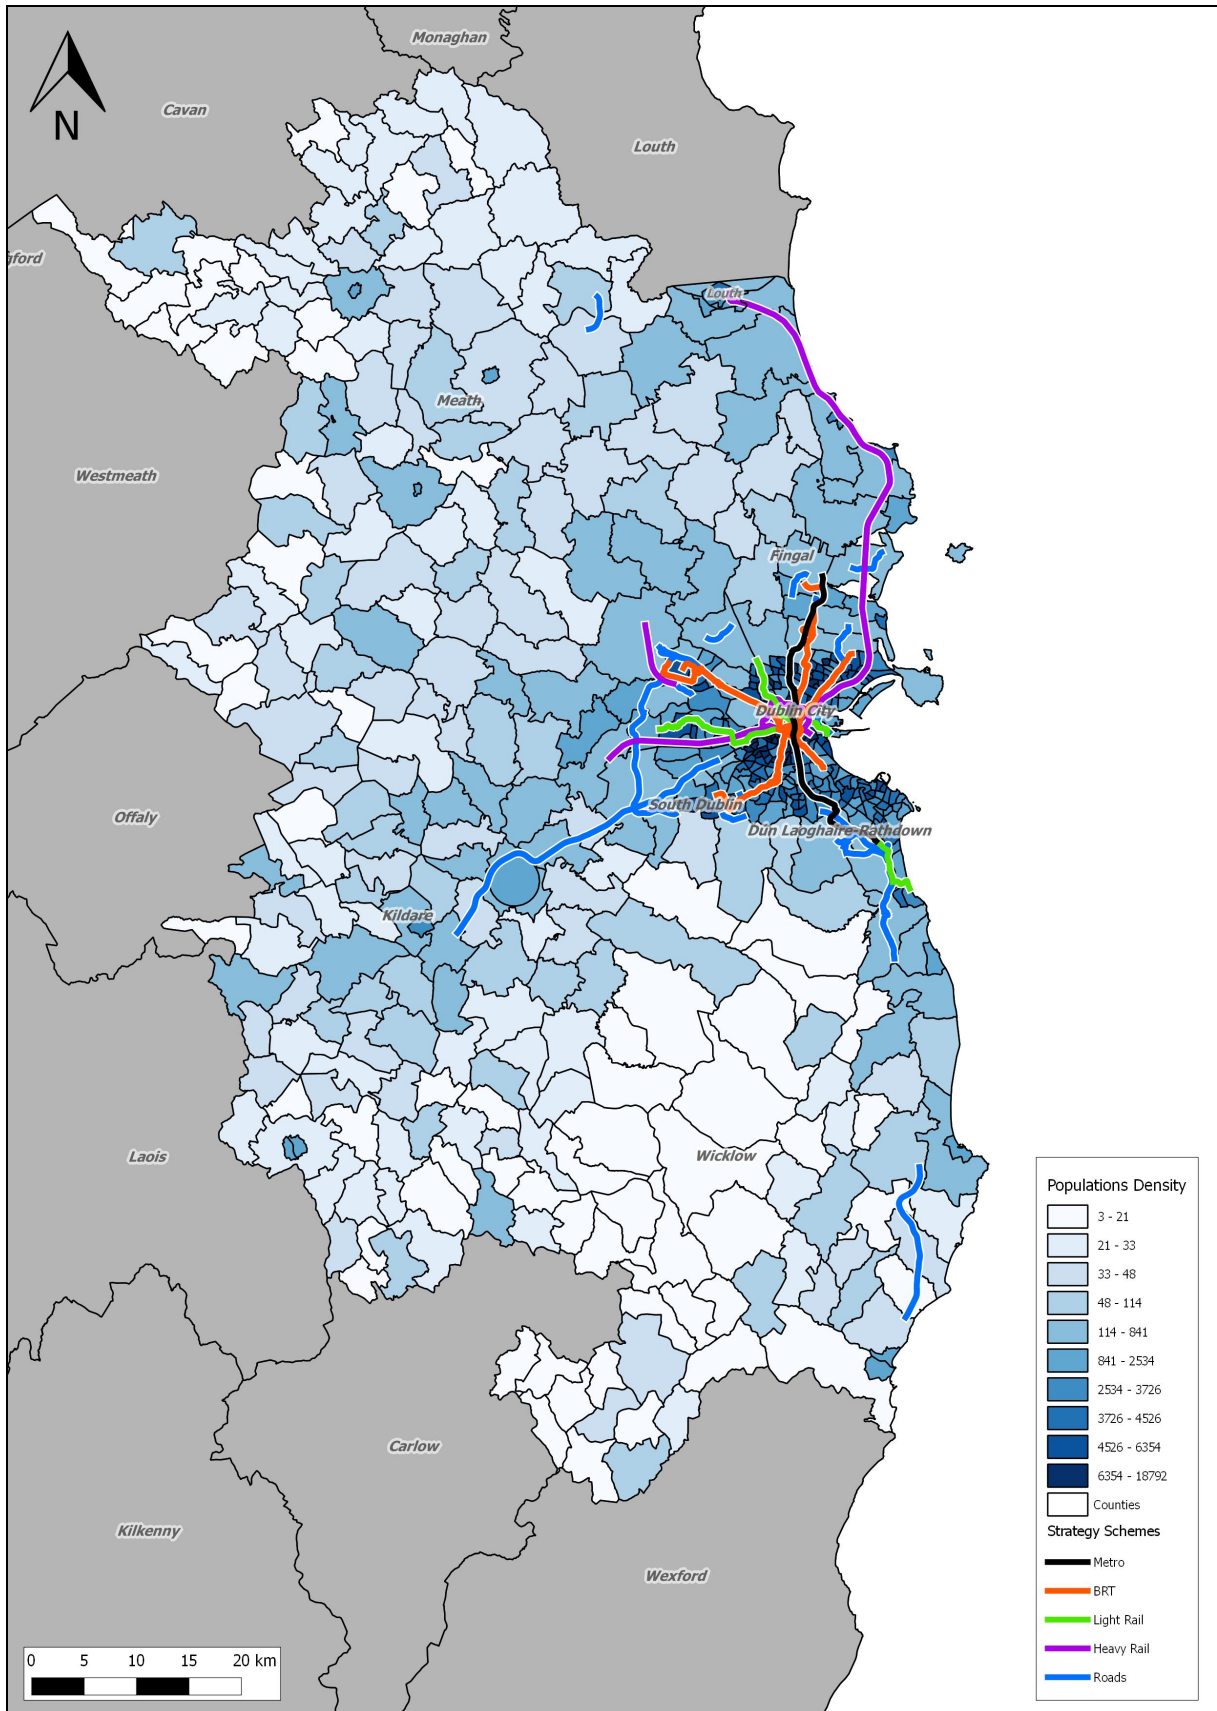 Monaghan
Cavan
N
Louth
gford
Louth
Meath
Westmeath
Fingal
Dublin City
Offaly
South Dublin
Dún Laoghaire-Rathdown
Kildare
Laois
Wicklow
Carlow
Kilkenny
Wexford
Populations Density
3 - 21
21 - 33
33 - 48
48 - 114
114 - 841
841 - 2534
2534 - 3726
3726 - 4526
4526 - 6354
6354 - 18792
Counties
Strategy Schemes
Metro
BRT
Light Rail
Heavy Rail
Roads
0 5 10 15 20 km